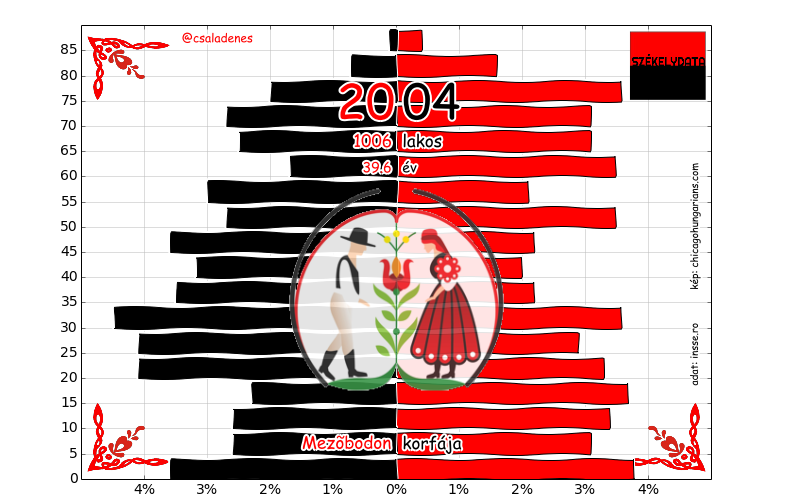 @csaladenes
SZÉKELYDATA
2004
1006 lakos
39.6 év
kép: chicagohungarians.com
adat: insse.ro
Mezõbodon korfája
85
80
75
70
65
60
55
50
45
40
35
30
25
20
15
10
5
0
4% 3% 2% 1% 0% 1% 2% 3% 4%